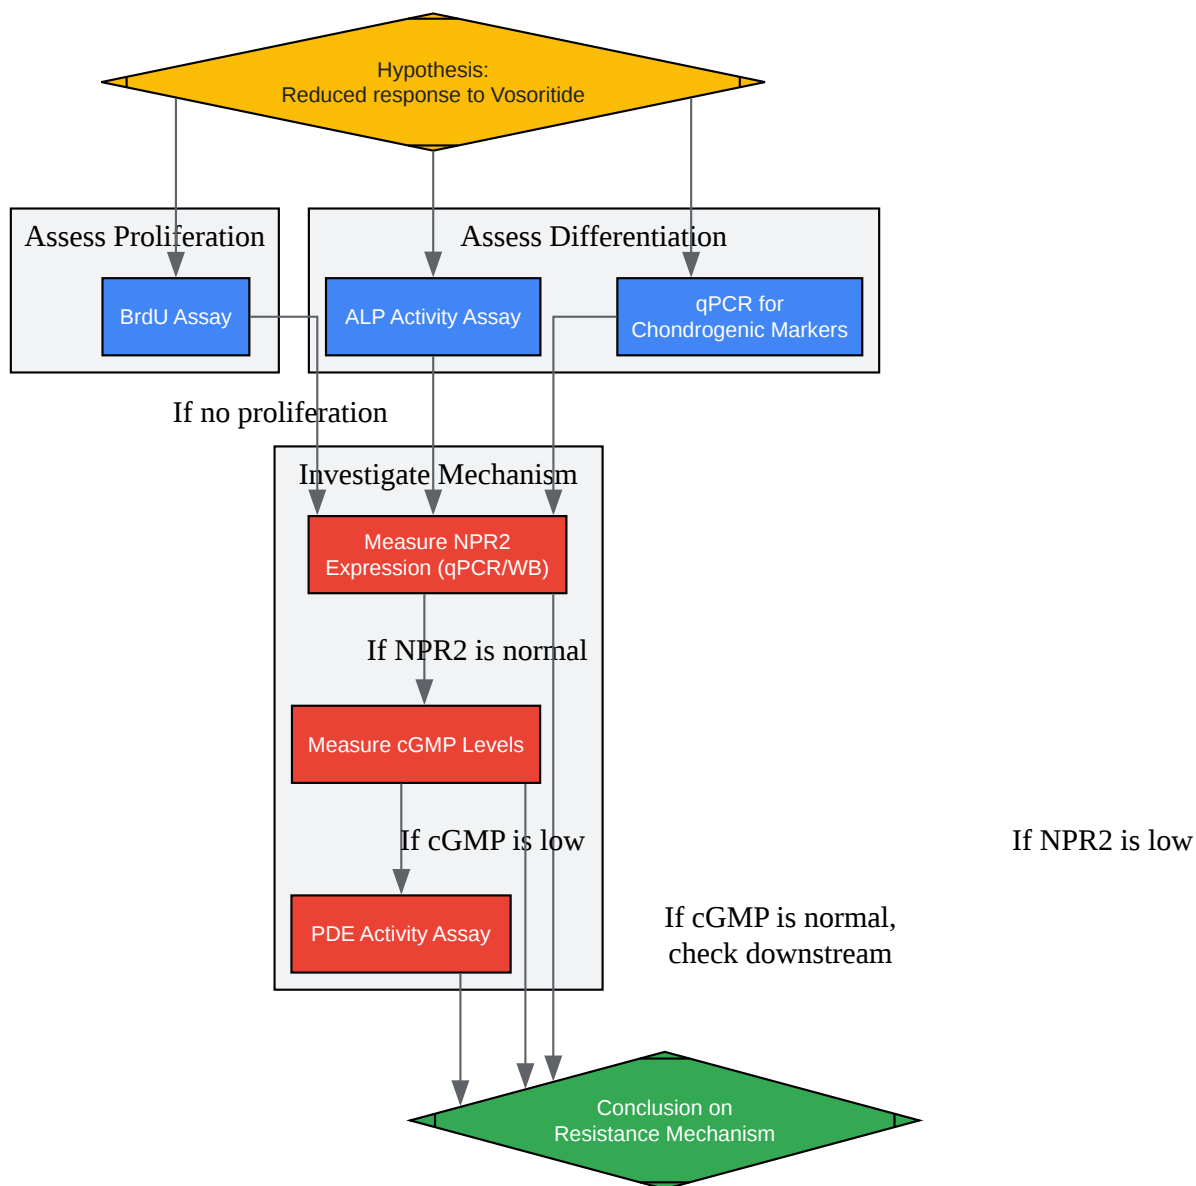 Hypothesis:
Reduced response to Vosoritide
Assess Proliferation
Assess Differentiation
BrdU Assay
ALP Activity Assay
qPCR for
Chondrogenic Markers
If no proliferation
Investigate Mechanism
Measure NPR2
Expression (qPCR/WB)
If NPR2 is normal
Measure cGMP Levels
If cGMP is low
If NPR2 is low
PDE Activity Assay
If cGMP is normal,
check downstream
Conclusion on
Resistance Mechanism